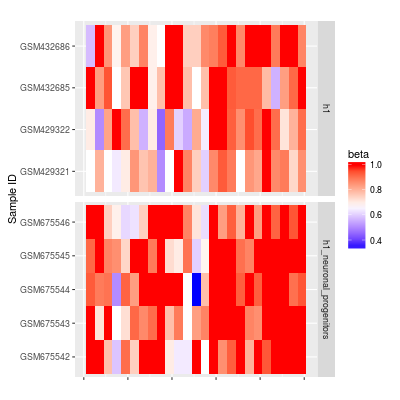 GSM432686
GSM432685
GSM429322
GSM429321
h1
GSM675546
GSM675545
GSM675544
GSM675543
GSM675542
h1_neuronal_progenitors
Sample ID
beta
1.0
0.8
0.6
0.4